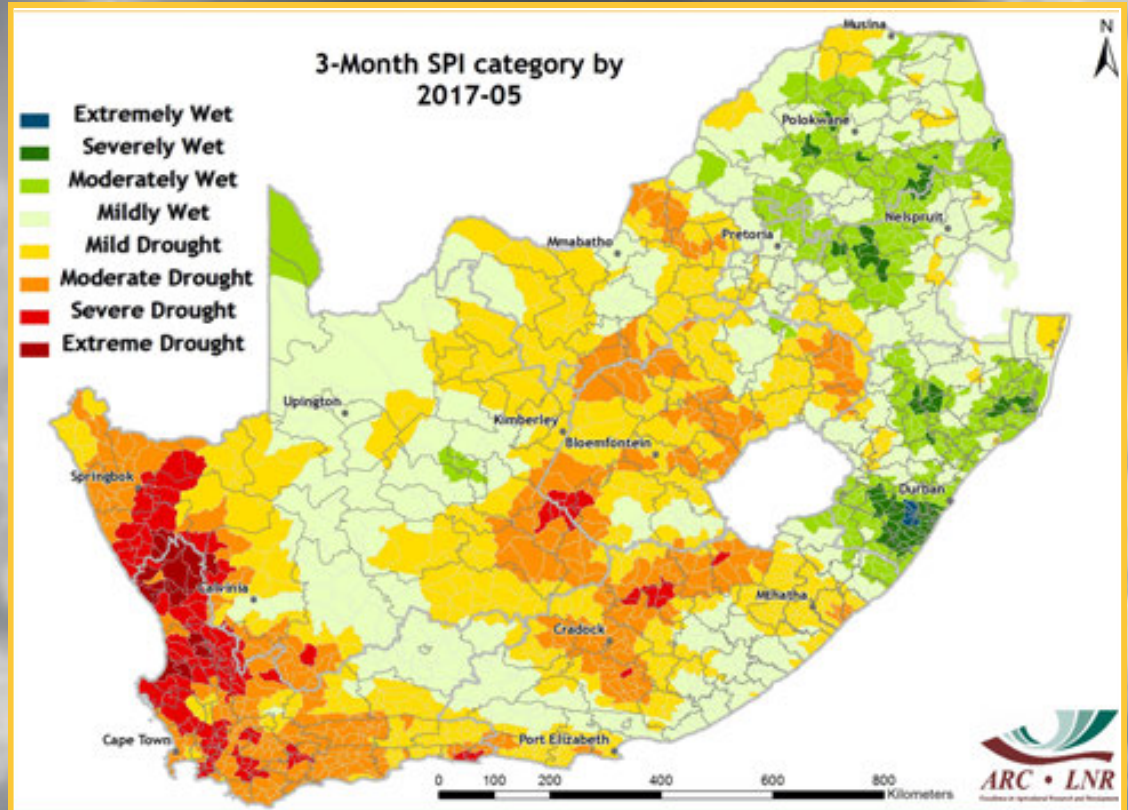 Musina
N
3-Month SPI category by
2017-05
Extremely Wet
Severely Wet
Moderately Wet
Mildly Wet
Mild Drought
Moderate Drought
Severe Drought
Extreme Drought
Polokwane
Nelspruit
Pretoria
Mmabatho
Upington
Kimberley
Bloemfontein
Springbok
Durban
Calvinia
Mthatha
Cradock
Cape Town
Port Elizabeth
0 100 200 400 600 800
Kilometers
ARC • LNR